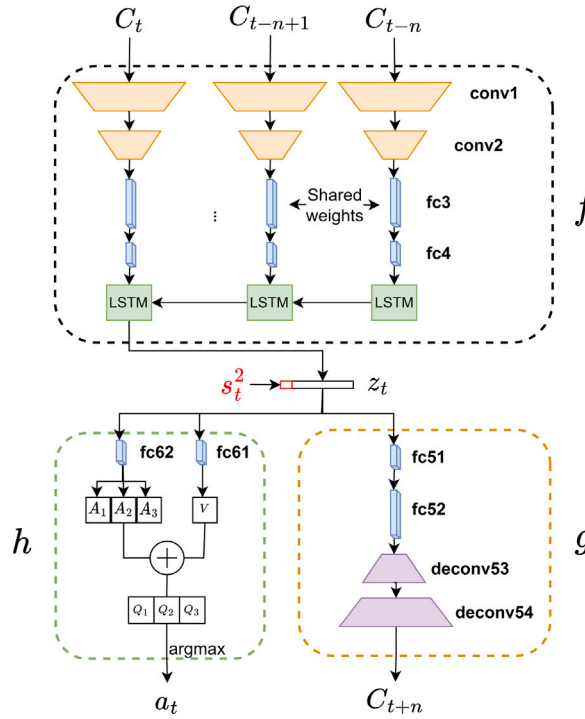 C_t C_{t-n+1} C_{t-n}
conv1
conv2
Shared
weights
fc3
f
...
fc4
LSTM LSTM LSTM
s_t^2 z_t
fc62 fc61 fc51
A_1 A_2 A_3 V fc52
h g
+
deconv53
Q_1 Q_2 Q_3 deconv54
argmax
a_t C_{t+n}